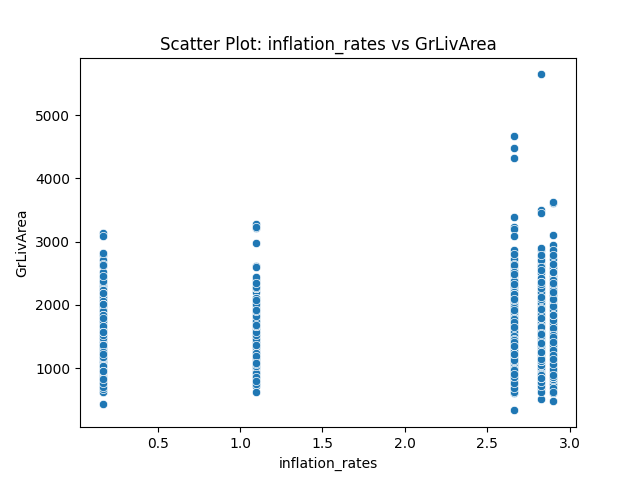 Scatter Plot: inflation_rates vs GrLivArea
GrLivArea
5000
4000
3000
2000
1000
0.5 1.0 1.5 2.0 2.5 3.0
inflation_rates